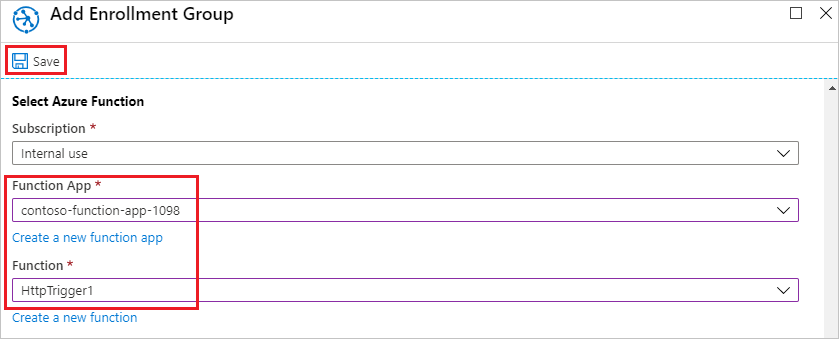 Add Enrollment Group
Save
Select Azure Function
Subscription *
Internal use
Function App *
contoso-function-app-1098
Create a new function app
Function *
HttpTrigger1
Create a new function